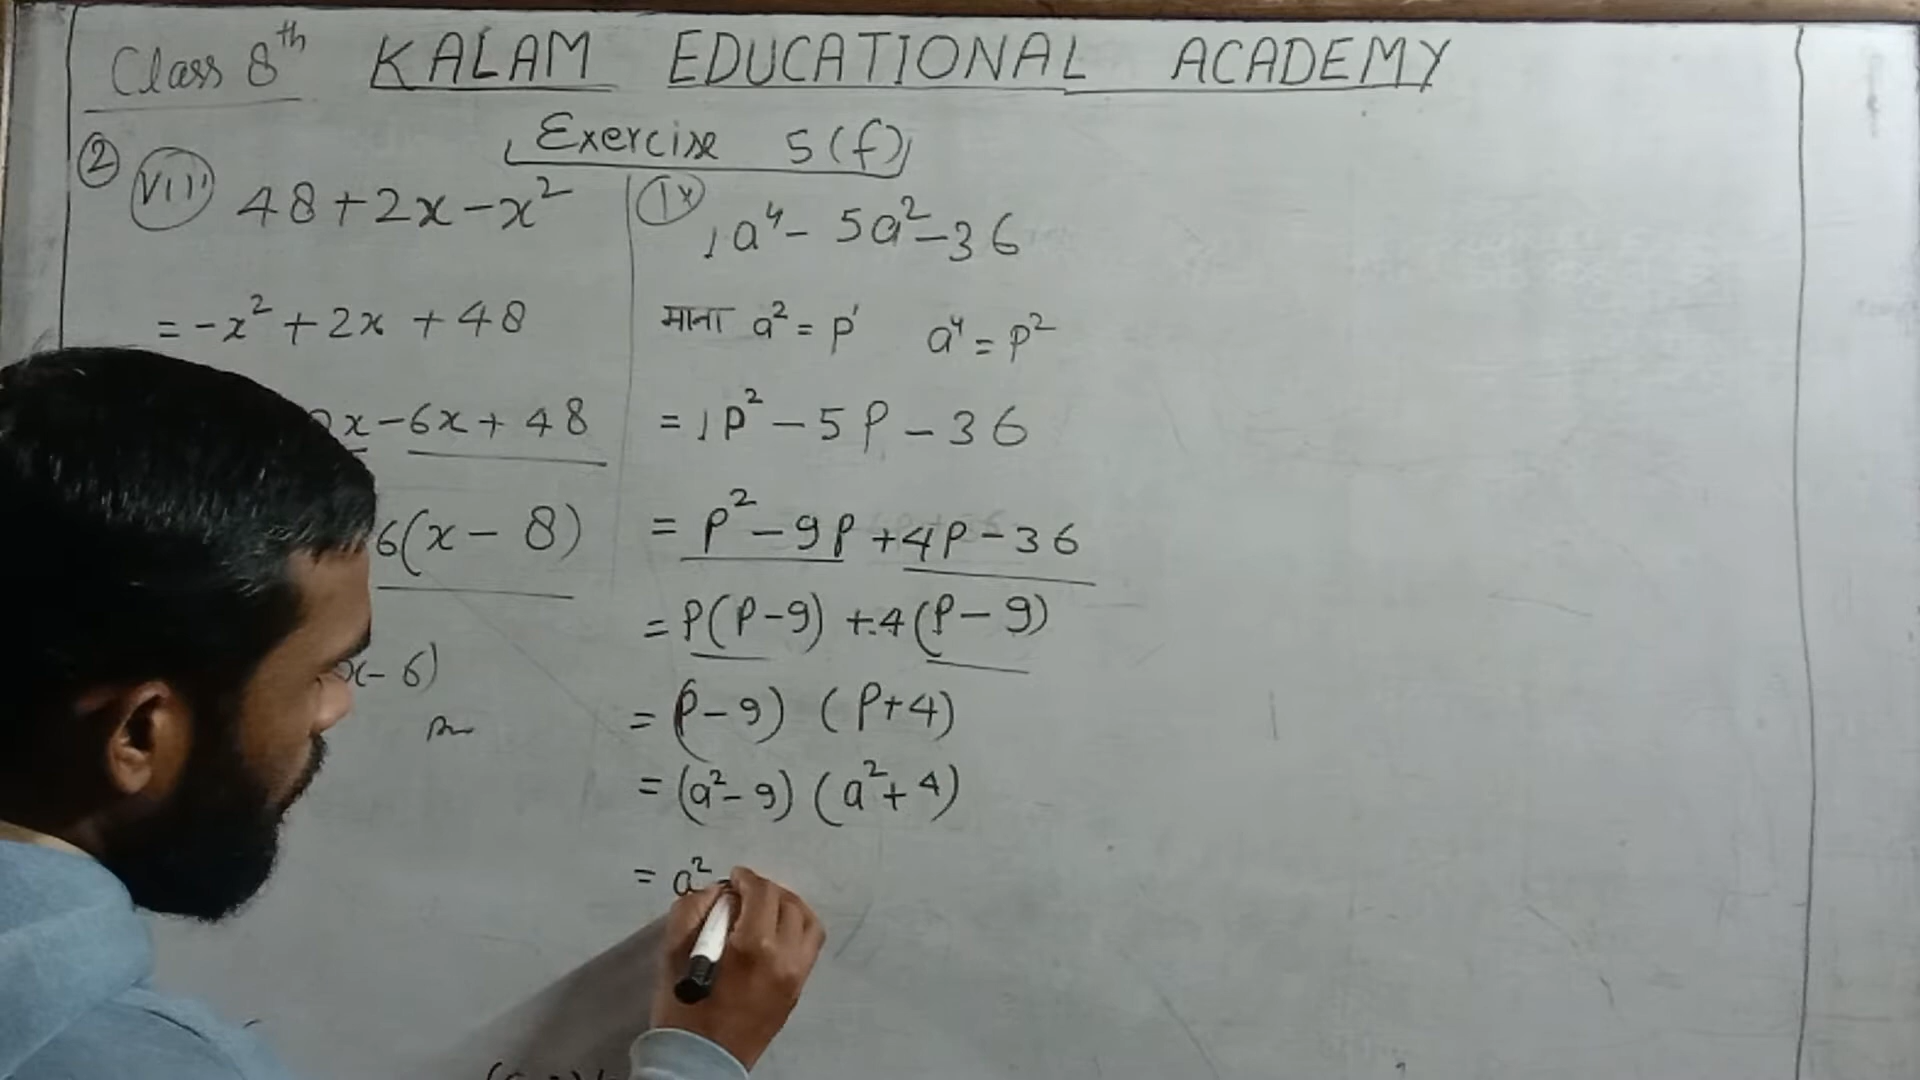 Class 8th KALAM EDUCATIONAL ACADEMY
Exercise 5(f)
② (viii) 48+2x-x²
= -x² + 2x + 48
x-6x+ 48
6(x - 8)
x-6)
(ix) 1a⁴- 5a²-36
माना a² = p' a⁴ = p²
= 1p² - 5p - 36
= p² - 9p + 4p - 36
= p(p-9) + 4(p-9)
= (p-9) (p+4)
= (a²-9) (a²+4)
= a² -